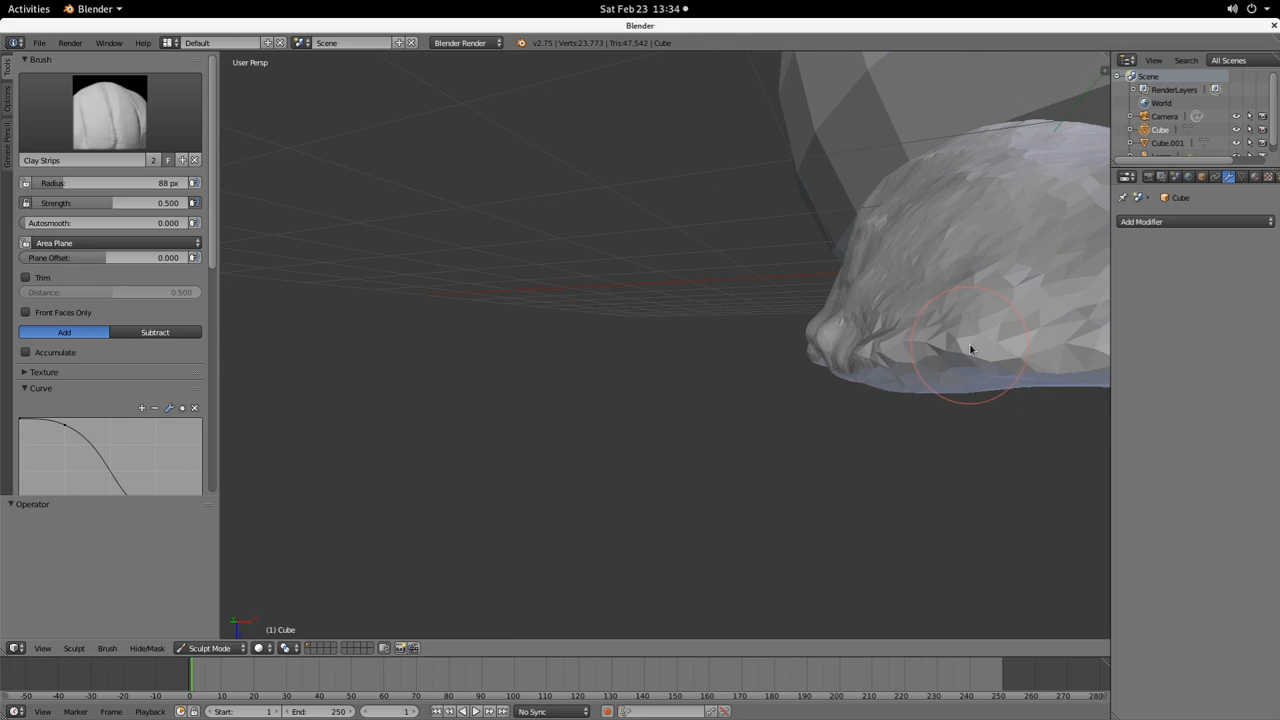 Activities Blender Sat Feb 23 13:34
Blender
File Render Window Help Default Scene Blender Render v2.75 | Verts:23,773 | Tris:47,542 | Cube
Brush
User Persp
View Search All Scenes
Tools
Options
Grease Pencil
Scene
RenderLayers
World
Camera
Cube
Cube.001
Clay Strips 2 F
Radius: 88 px
Strength: 0.500
Autosmooth: 0.000
Area Plane
Plane Offset: 0.000
Trim
Distance: 0.500
Front Faces Only
Add Subtract
Accumulate
Texture
Curve
Operator
Cube
Add Modifier
(1) Cube
View Sculpt Brush Hide/Mask Sculpt Mode
-50 -40 -30 -20 -10 0 10 20 30 40 50 60 70 80 90 100 110 120 130 140 150 160 170 180 190 200 210 220 230 240 250 260 270 280
View Marker Frame Playback Start: 1 End: 250 1 No Sync